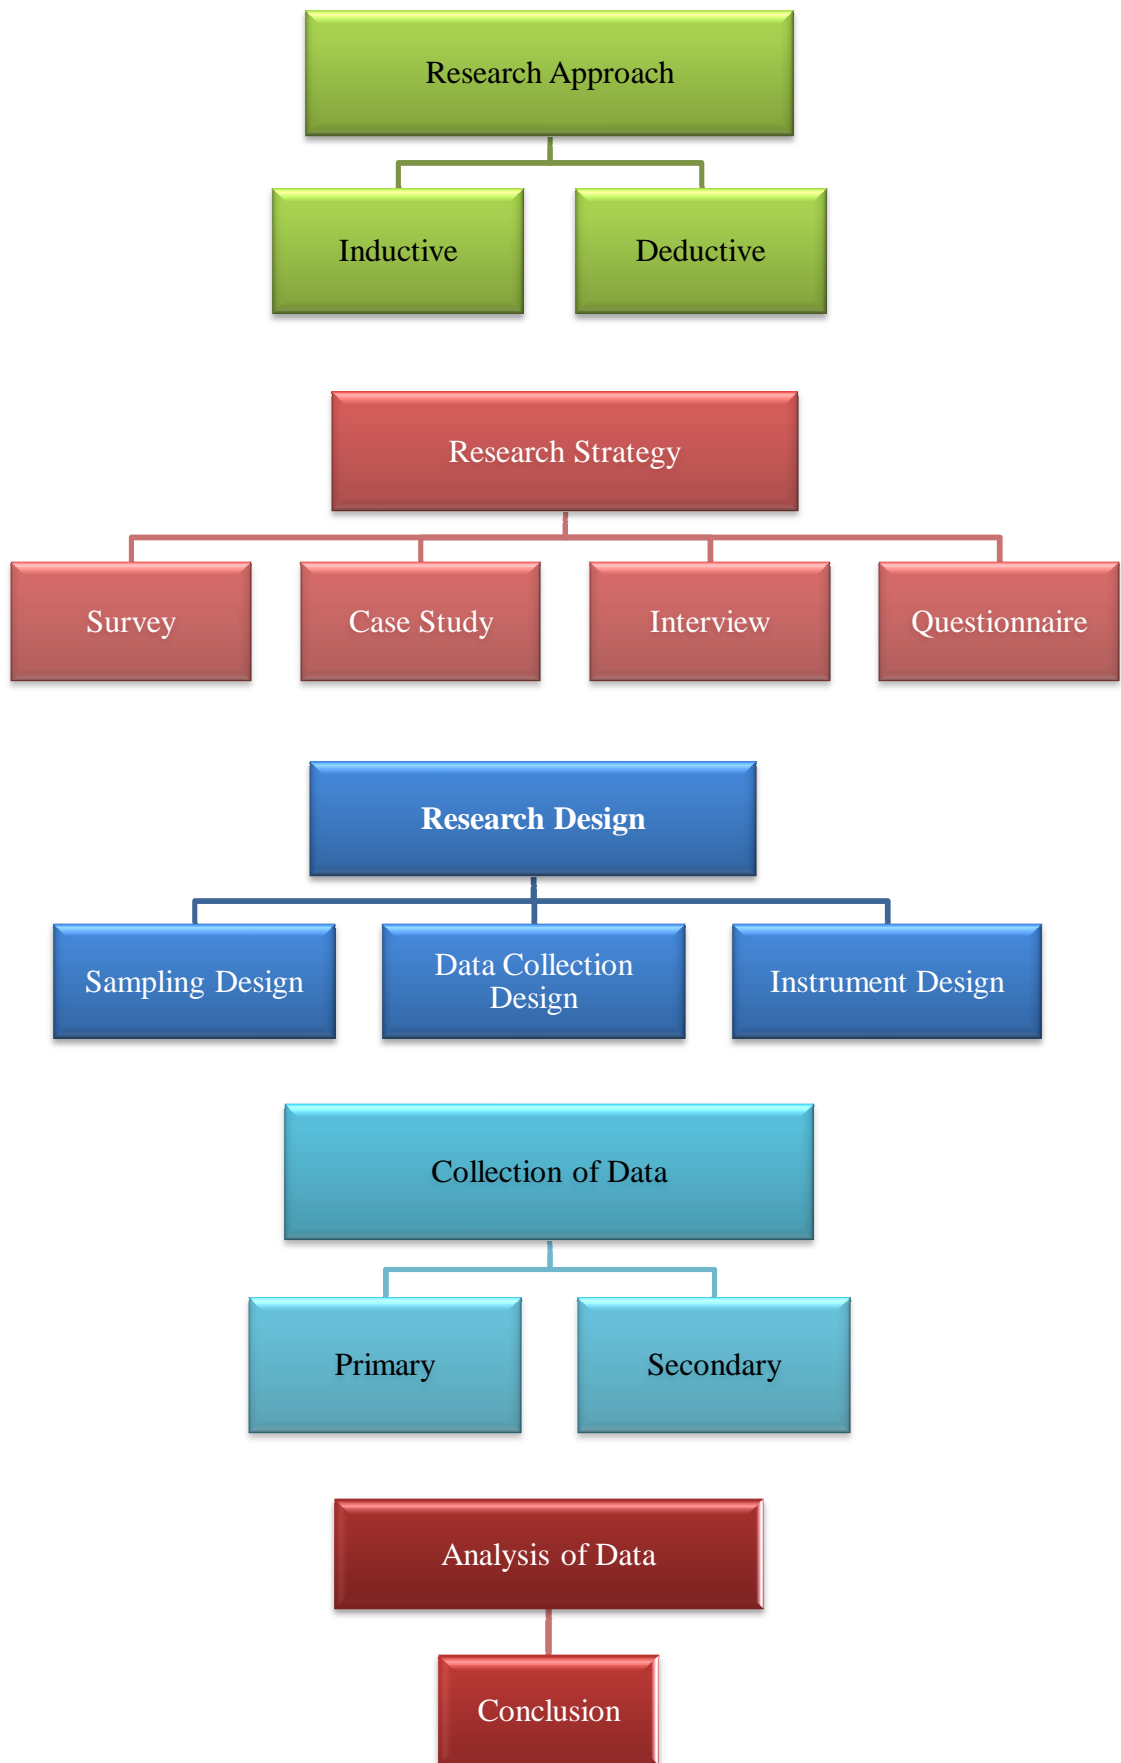 Research Approach
Inductive
Deductive
Research Strategy
Survey
Case Study
Interview
Questionnaire
Research Design
Sampling Design
Data Collection
Design
Instrument Design
Collection of Data
Primary
Secondary
Analysis of Data
Conclusion